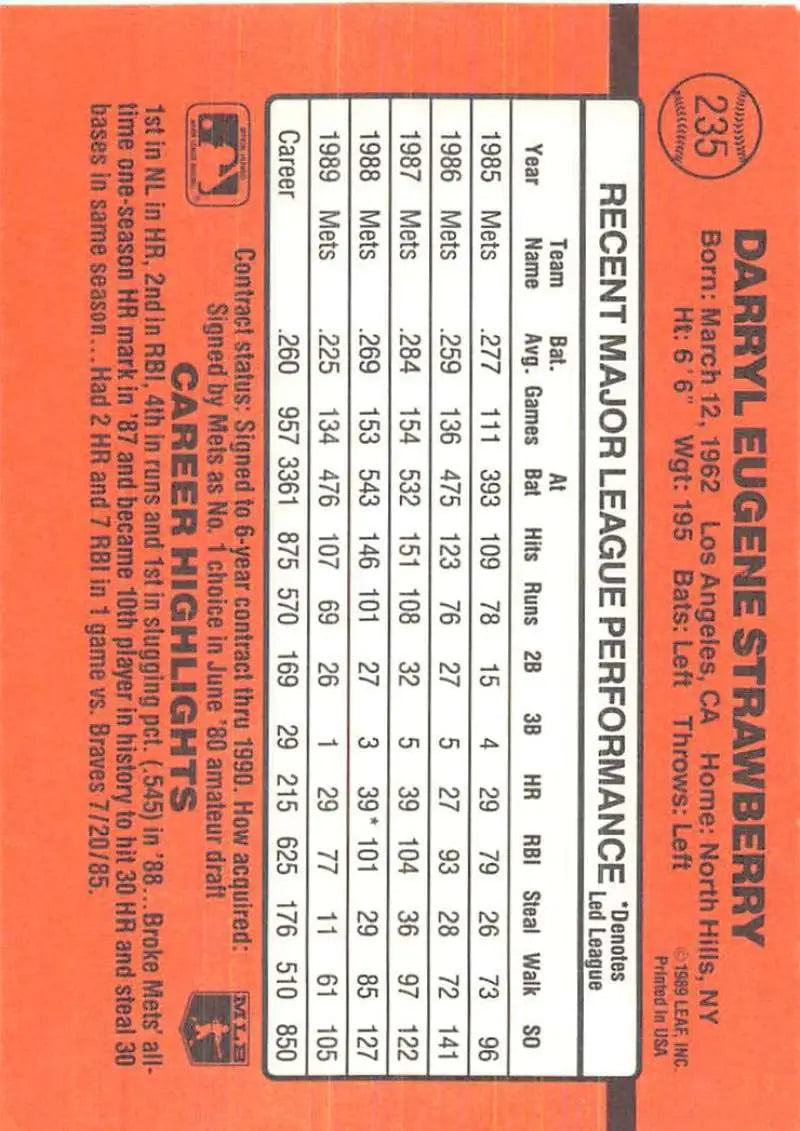 235
DARRYL EUGENE STRAWBERRY
Born: March 12, 1962 Los Angeles, CA Home: North Hills, NY
Ht: 6'6" Wgt: 195 Bats: Left Throws: Left
© 1989 LEAF, INC.
Printed in USA
RECENT MAJOR LEAGUE PERFORMANCE *Denotes Led League
Year Team Name Bat. Avg. Games At Bat Hits Runs 2B 3B HR RBI Steal Walk SO
1985 Mets .277 111 393 109 78 15 4 29 79 26 73 96
1986 Mets .259 136 475 123 76 27 5 27 93 28 72 141
1987 Mets .284 154 532 151 108 32 5 39 104 36 97 122
1988 Mets .269 153 543 146 101 27 3 39* 101 29 85 127
1989 Mets .225 134 476 107 69 26 1 29 77 11 61 105
Career .260 957 3361 875 570 169 29 215 625 176 510 850
Contract status: Signed to 6-year contract thru 1990. How acquired:
Signed by Mets as No. 1 choice in June '80 amateur draft
MLB
CAREER HIGHLIGHTS
1st in NL in HR, 2nd in RBI, 4th in runs and 1st in slugging pct. (.545) in '88...Broke Mets' all-
time one-season HR mark in '87 and became 10th player in history to hit 30 HR and steal 30
bases in same season...Had 2 HR and 7 RBI in 1 game vs. Braves 7/20/85.